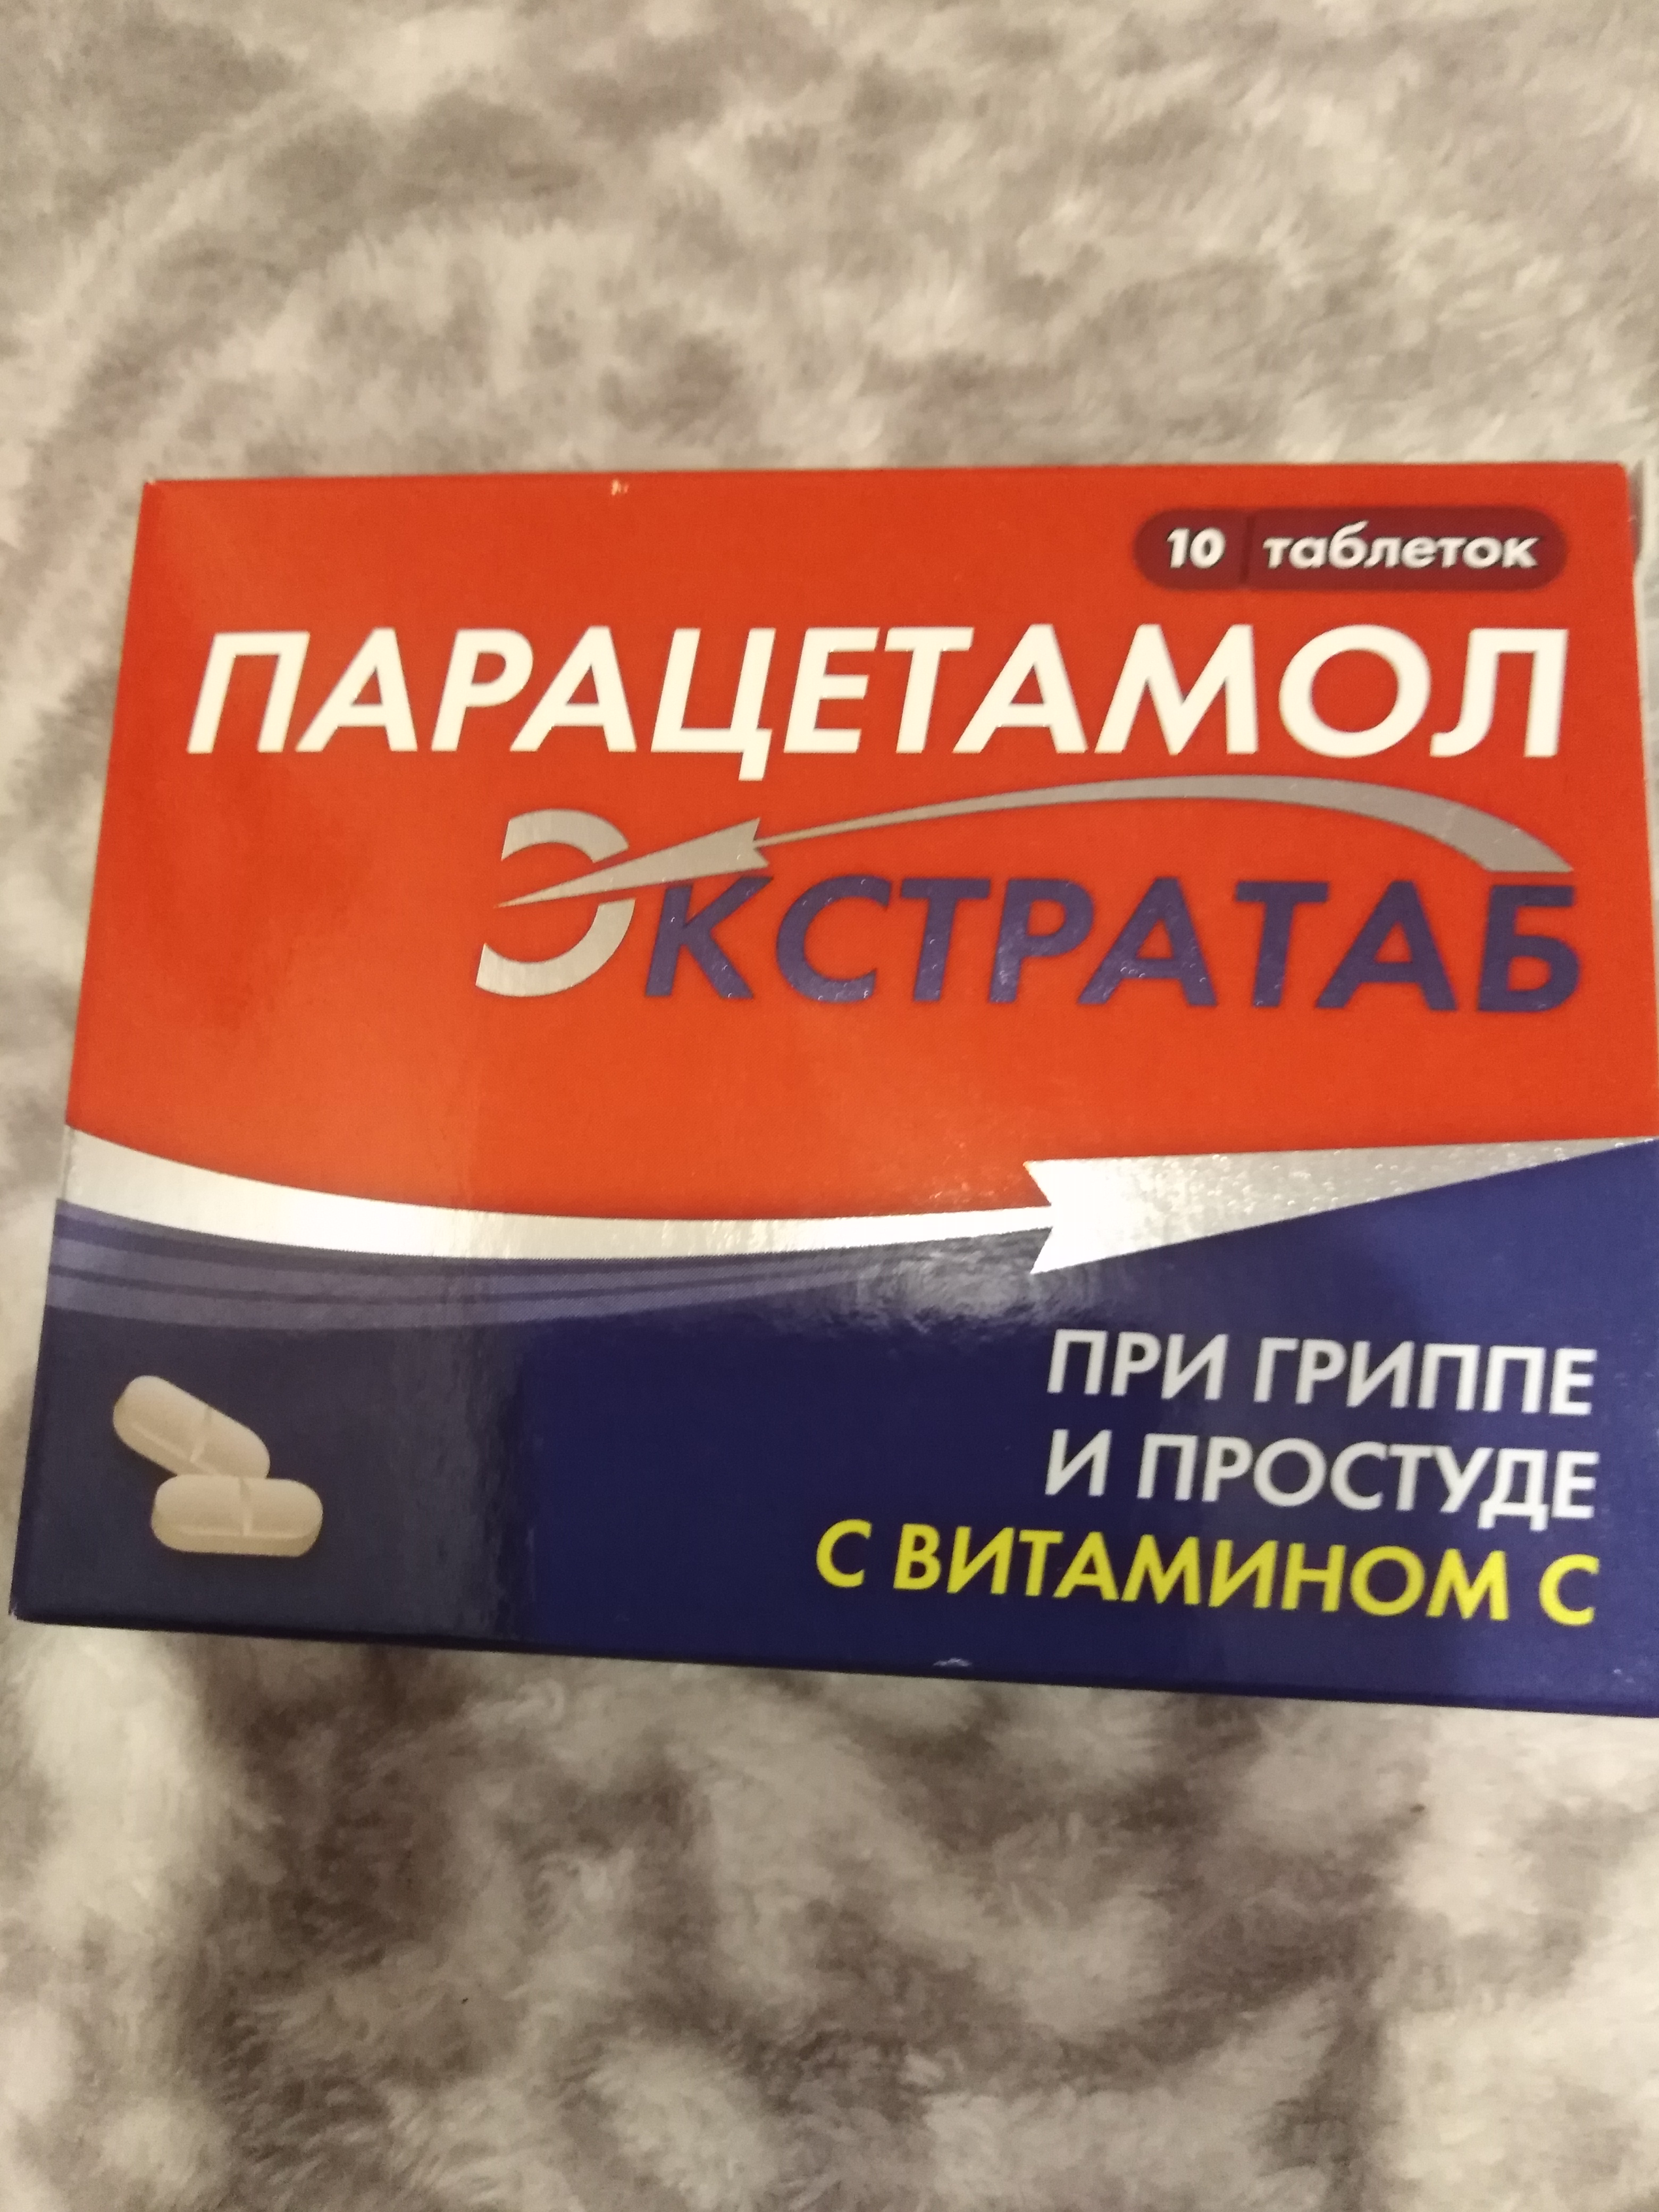 10 таблеток
ПАРАЦЕТАМОЛ
ЭКСТРАТАБ
ПРИ ГРИППЕ
И ПРОСТУДЕ
С ВИТАМИНОМ С